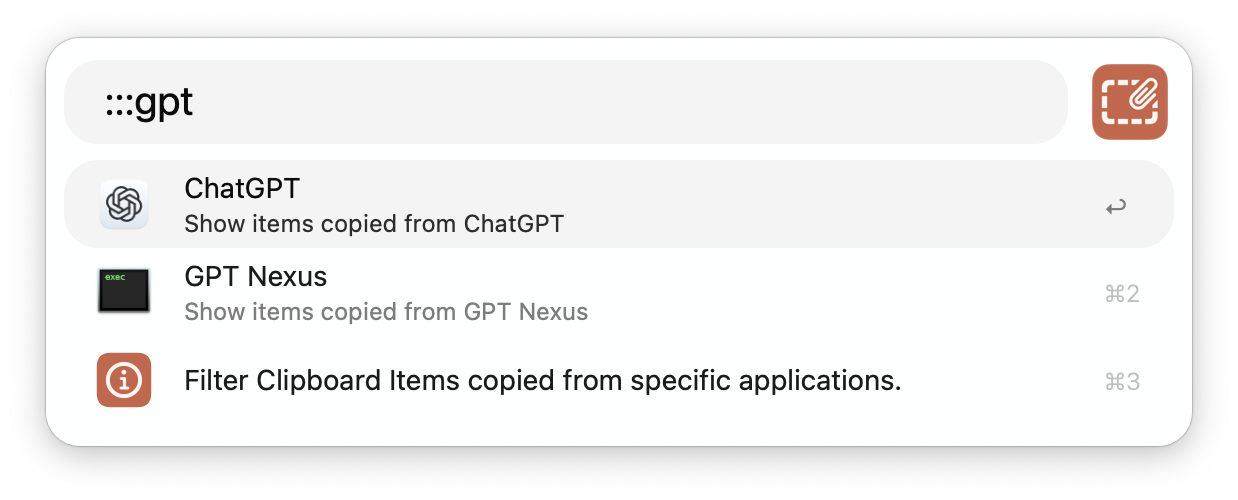 :::gpt
ChatGPT
Show items copied from ChatGPT
↩
exec
GPT Nexus
Show items copied from GPT Nexus
⌘2
Filter Clipboard Items copied from specific applications.
⌘3